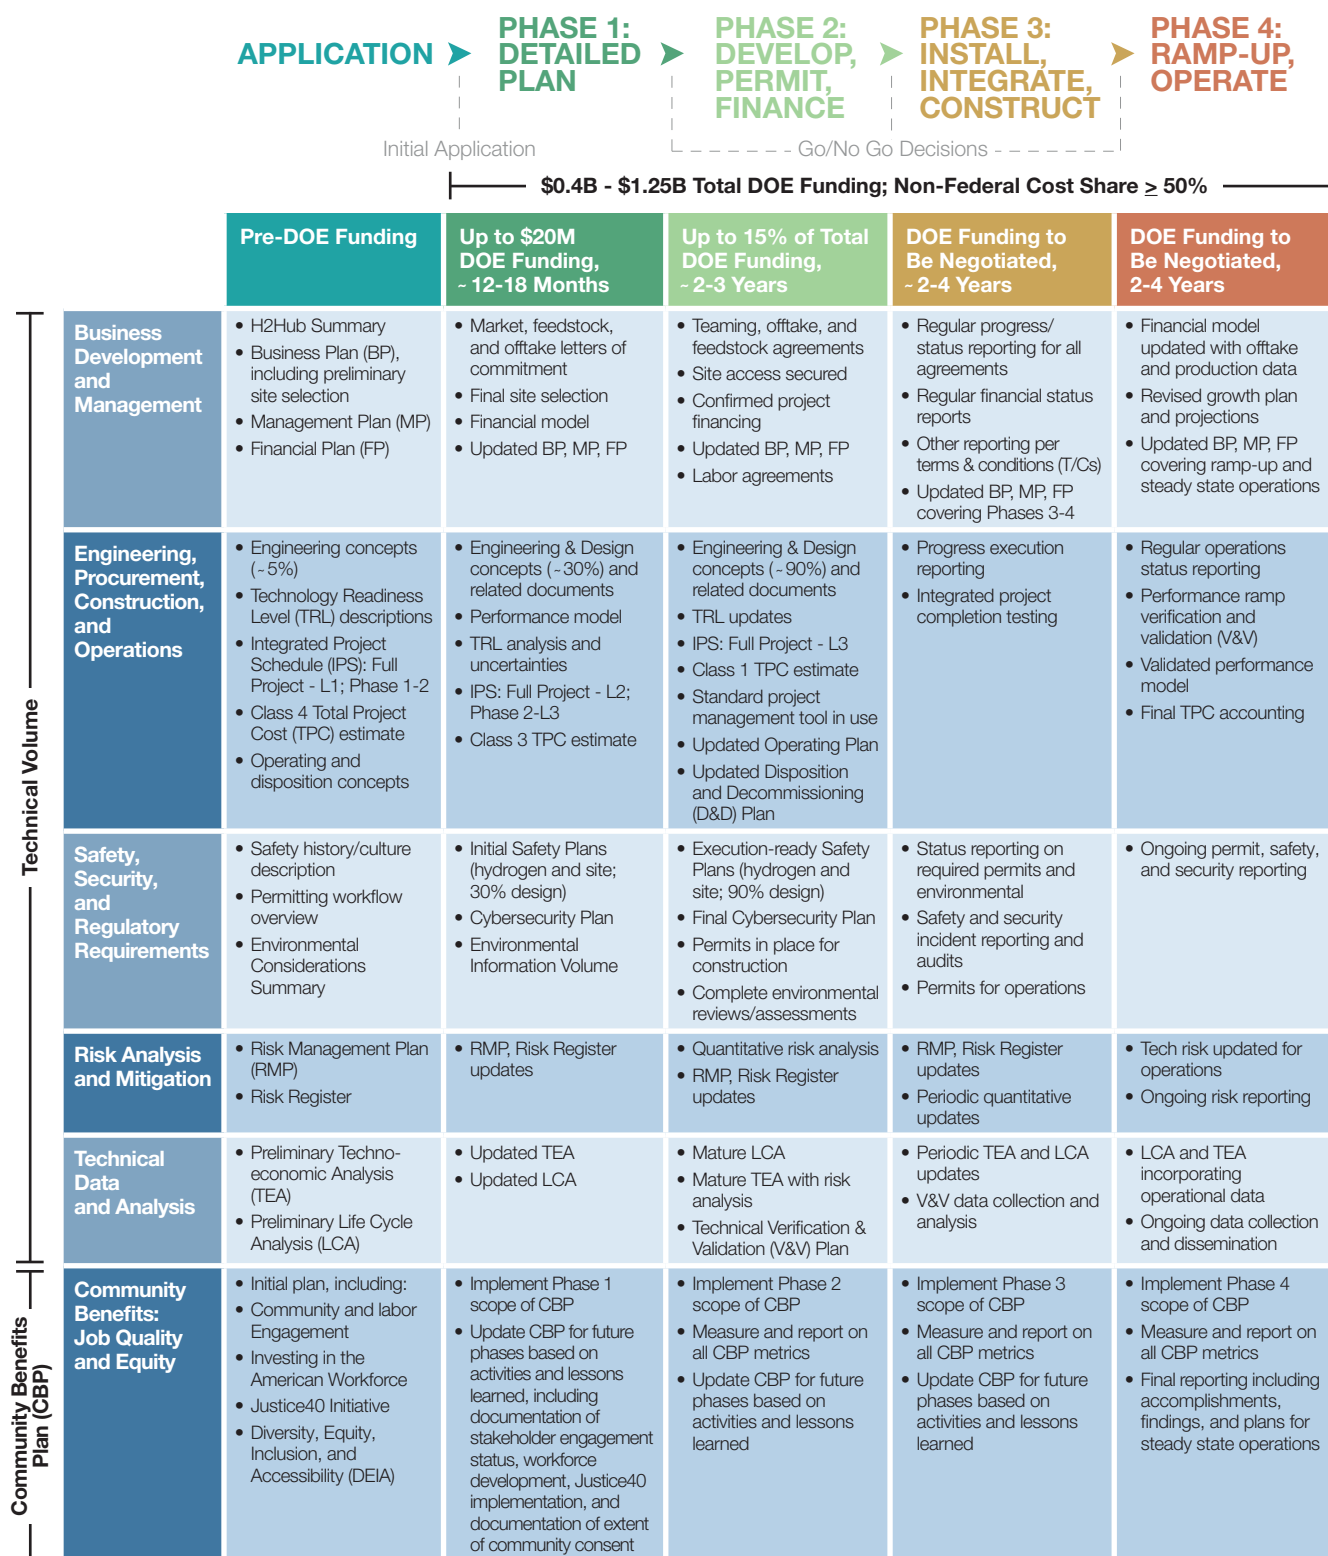 APPLICATION
PHASE 1:
DETAILED
PLAN
PHASE 2:
DEVELOP,
PERMIT,
FINANCE
PHASE 3:
INSTALL,
INTEGRATE,
CONSTRUCT
PHASE 4:
RAMP-UP,
OPERATE
Initial Application
Go/No Go Decisions
$0.4B - $1.25B Total DOE Funding; Non-Federal Cost Share ≥ 50%
Pre-DOE Funding
Up to $20M
DOE Funding,
~ 12-18 Months
Up to 15% of Total
DOE Funding,
~ 2-3 Years
DOE Funding to
Be Negotiated,
~ 2-4 Years
DOE Funding to
Be Negotiated,
2-4 Years
Technical Volume
Business
Development
and
Management
• H2Hub Summary
• Business Plan (BP),
including preliminary
site selection
• Management Plan (MP)
• Financial Plan (FP)
• Market, feedstock,
and offtake letters of
commitment
• Final site selection
• Financial model
• Updated BP, MP, FP
• Teaming, offtake, and
feedstock agreements
• Site access secured
• Confirmed project
financing
• Updated BP, MP, FP
• Labor agreements
• Regular progress/
status reporting for all
agreements
• Regular financial status
reports
• Other reporting per
terms & conditions (T/Cs)
• Updated BP, MP, FP
covering Phases 3-4
• Financial model
updated with offtake
and production data
• Revised growth plan
and projections
• Updated BP, MP, FP
covering ramp-up and
steady state operations
Engineering,
Procurement,
Construction,
and
Operations
• Engineering concepts
(~5%)
• Technology Readiness
Level (TRL) descriptions
• Integrated Project
Schedule (IPS): Full
Project - L1; Phase 1-2
• Class 4 Total Project
Cost (TPC) estimate
• Operating and
disposition concepts
• Engineering & Design
concepts (~30%) and
related documents
• Performance model
• TRL analysis and
uncertainties
• IPS: Full Project - L2;
Phase 2-L3
• Class 3 TPC estimate
• Engineering & Design
concepts (~90%) and
related documents
• TRL updates
• IPS: Full Project - L3
• Class 1 TPC estimate
• Standard project
management tool in use
• Updated Operating Plan
• Updated Disposition
and Decommissioning
(D&D) Plan
• Progress execution
reporting
• Integrated project
completion testing
• Regular operations
status reporting
• Performance ramp
verification and
validation (V&V)
• Validated performance
model
• Final TPC accounting
Safety,
Security,
and
Regulatory
Requirements
• Safety history/culture
description
• Permitting workflow
overview
• Environmental
Considerations
Summary
• Initial Safety Plans
(hydrogen and site;
30% design)
• Cybersecurity Plan
• Environmental
Information Volume
• Execution-ready Safety
Plans (hydrogen and
site; 90% design)
• Final Cybersecurity Plan
• Permits in place for
construction
• Complete environmental
reviews/assessments
• Status reporting on
required permits and
environmental
• Safety and security
incident reporting and
audits
• Permits for operations
• Ongoing permit, safety,
and security reporting
Risk Analysis
and Mitigation
• Risk Management Plan
(RMP)
• Risk Register
• RMP, Risk Register
updates
• Quantitative risk analysis
• RMP, Risk Register
updates
• RMP, Risk Register
updates
• Periodic quantitative
updates
• Tech risk updated for
operations
• Ongoing risk reporting
Technical
Data
and Analysis
• Preliminary Techno-
economic Analysis
(TEA)
• Preliminary Life Cycle
Analysis (LCA)
• Updated TEA
• Updated LCA
• Mature LCA
• Mature TEA with risk
analysis
• Technical Verification &
Validation (V&V) Plan
• Periodic TEA and LCA
updates
• V&V data collection and
analysis
• LCA and TEA
incorporating
operational data
• Ongoing data collection
and dissemination
Community Benefits
Plan (CBP)
Community
Benefits:
Job Quality
and Equity
• Initial plan, including:
• Community and labor
Engagement
• Investing in the
American Workforce
• Justice40 Initiative
• Diversity, Equity,
Inclusion, and
Accessibility (DEIA)
• Implement Phase 1
scope of CBP
• Update CBP for future
phases based on
activities and lessons
learned, including
documentation of
stakeholder engagement
status, workforce
development, Justice40
implementation, and
documentation of extent
of community consent
• Implement Phase 2
scope of CBP
• Measure and report on
all CBP metrics
• Update CBP for future
phases based on
activities and lessons
learned
• Implement Phase 3
scope of CBP
• Measure and report on
all CBP metrics
• Update CBP for future
phases based on
activities and lessons
learned
• Implement Phase 4
scope of CBP
• Measure and report on
all CBP metrics
• Final reporting including
accomplishments,
findings, and plans for
steady state operations